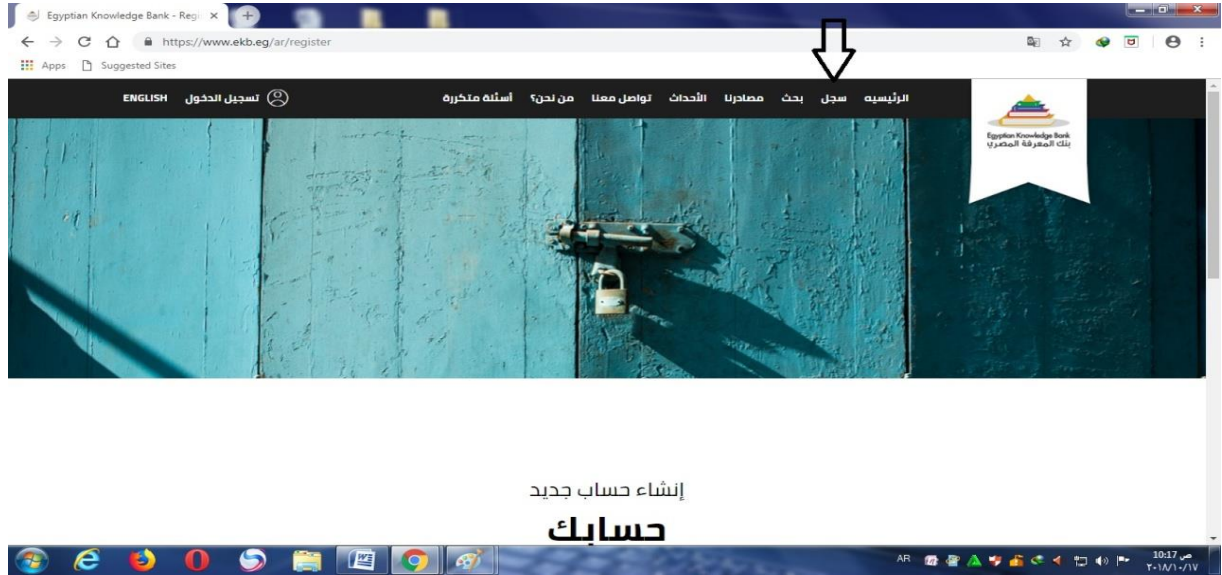 Egyptian Knowledge Bank - Regi
https://www.ekb.eg/ar/register
Apps Suggested Sites
الرئيسيه سجل بحث مصادرنا الأحداث تواصل معنا من نحن؟ أسئلة متكررة تسجيل الدخول ENGLISH
Egyptian Knowledge Bank
بنك المعرفة المصري
إنشاء حساب جديد
حسابك
AR
10:17 ص
٢٠١٨/١٠/١٧